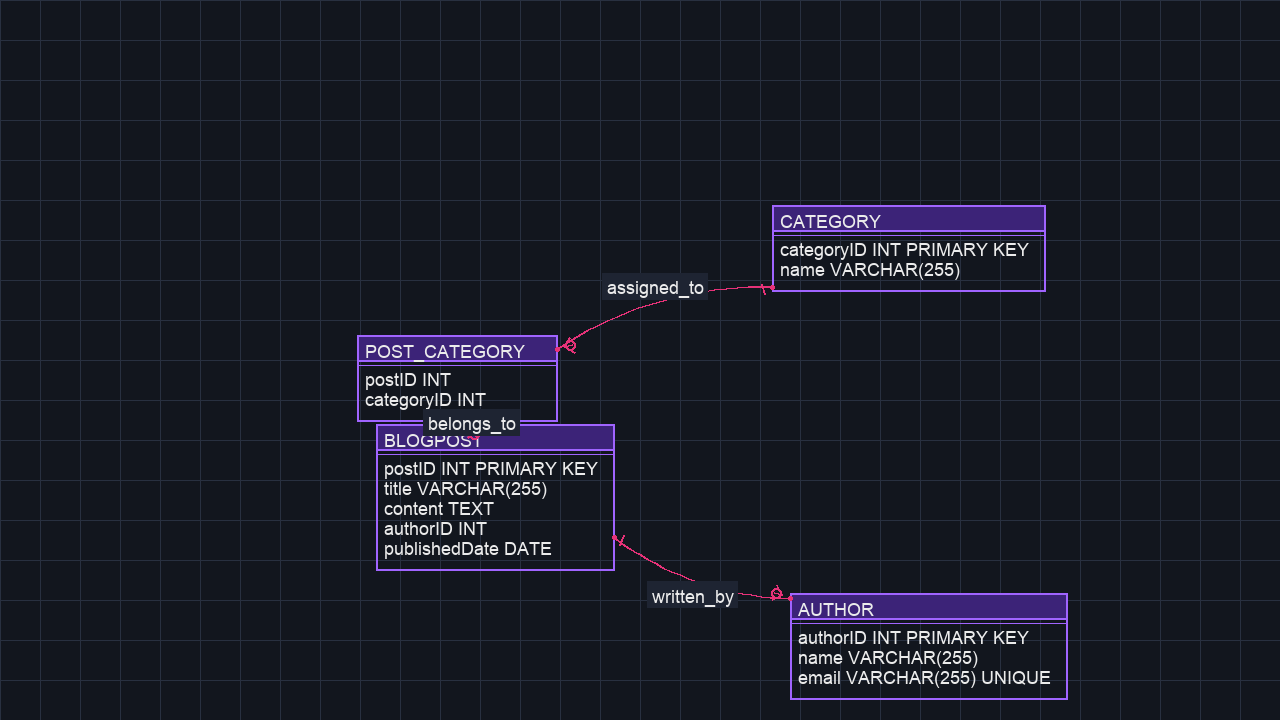 CATEGORY
categoryID INT PRIMARY KEY
name VARCHAR(255)
assigned_to
POST_CATEGORY
postID INT
categoryID INT
belongs_to
BLOGPOST
postID INT PRIMARY KEY
title VARCHAR(255)
content TEXT
authorID INT
publishedDate DATE
written_by
AUTHOR
authorID INT PRIMARY KEY
name VARCHAR(255)
email VARCHAR(255) UNIQUE